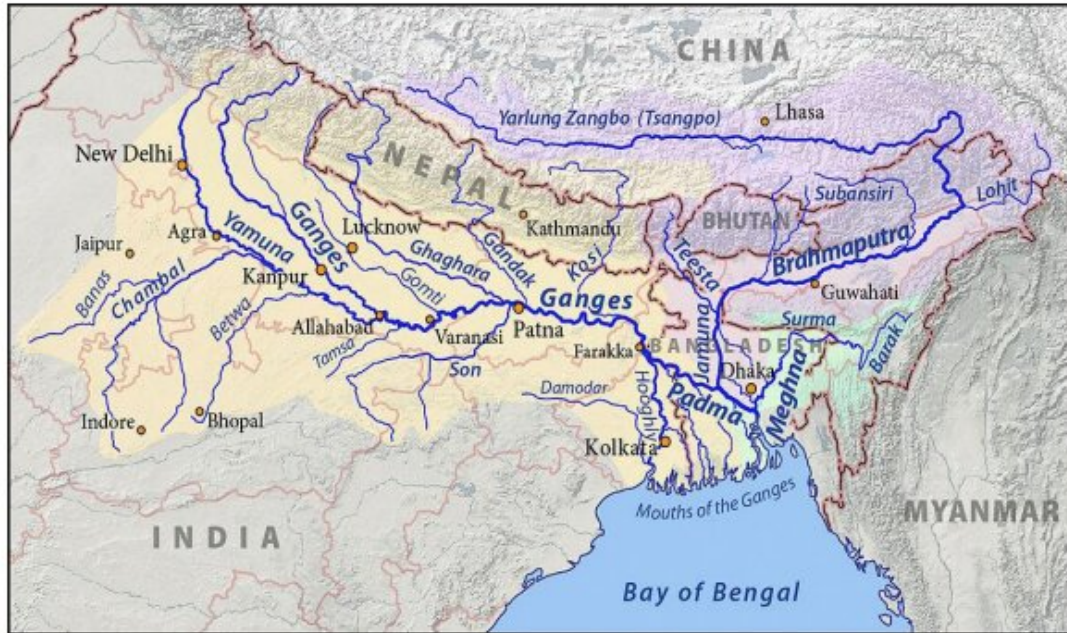 CHINA
Yarlung Zangbo (Tsangpo)
Lhasa
New Delhi
NEPAL
Subansiri
Lohit
BHUTAN
Kathmandu
Agra
Yamuna
Ganges
Lucknow
Jaipur
Ghaghara
Gandak
Kosi
Teesta
Brahmaputra
Banas
Chambal
Kanpur
Gomti
Guwahati
Betwa
Ganges
Allahabad
Varanasi
Patna
Surma
Barak
Tamsa
Farakka
BANGLADESH
Jamuna
Son
Dhaka
Meghna
Damodar
Hooghly
Padma
Indore
Bhopal
Kolkata
Mouths of the Ganges
MYANMAR
INDIA
Bay of Bengal